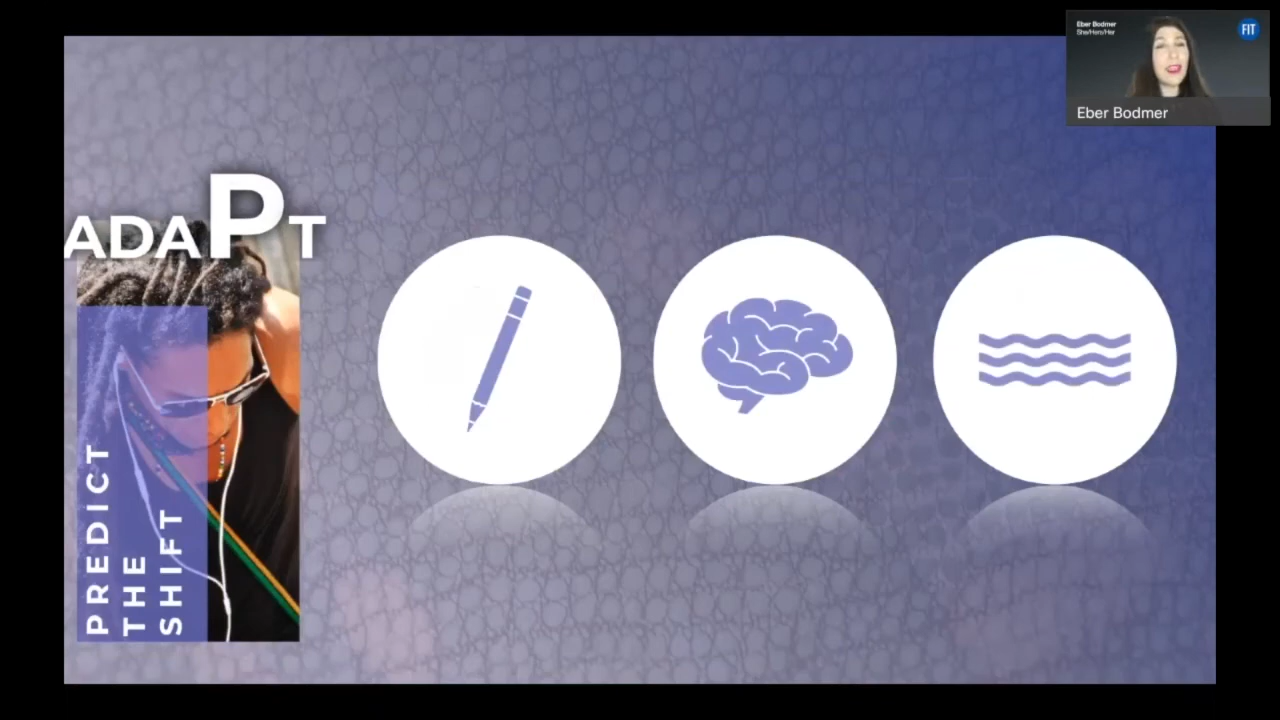 Eber Bodmer
FIT
Eber Bodmer
ADAPT
PREDICT
THE
SHIFT